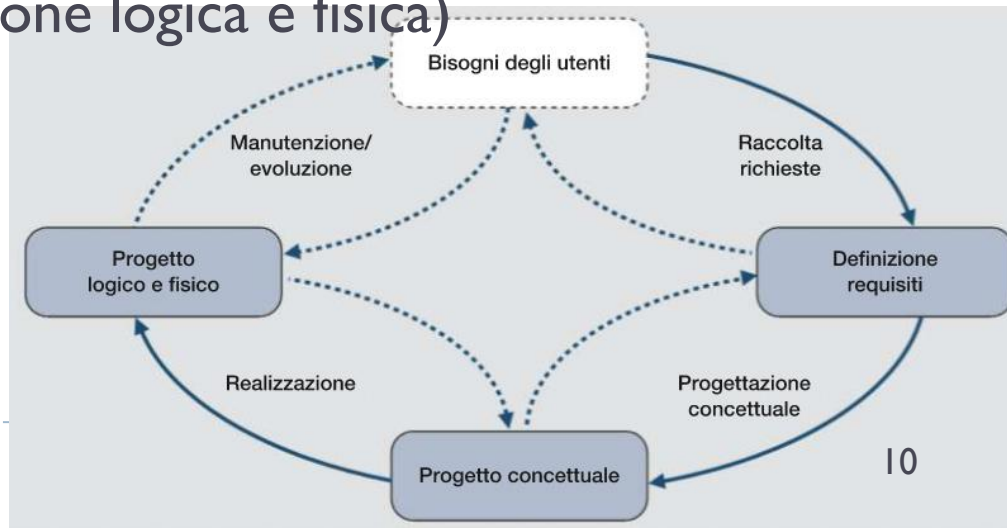 one logica e fisica)
Bisogni degli utenti
Manutenzione/
evoluzione
Raccolta
richieste
Progetto
logico e fisico
Definizione
requisiti
Realizzazione
Progettazione
concettuale
Progetto concettuale
10